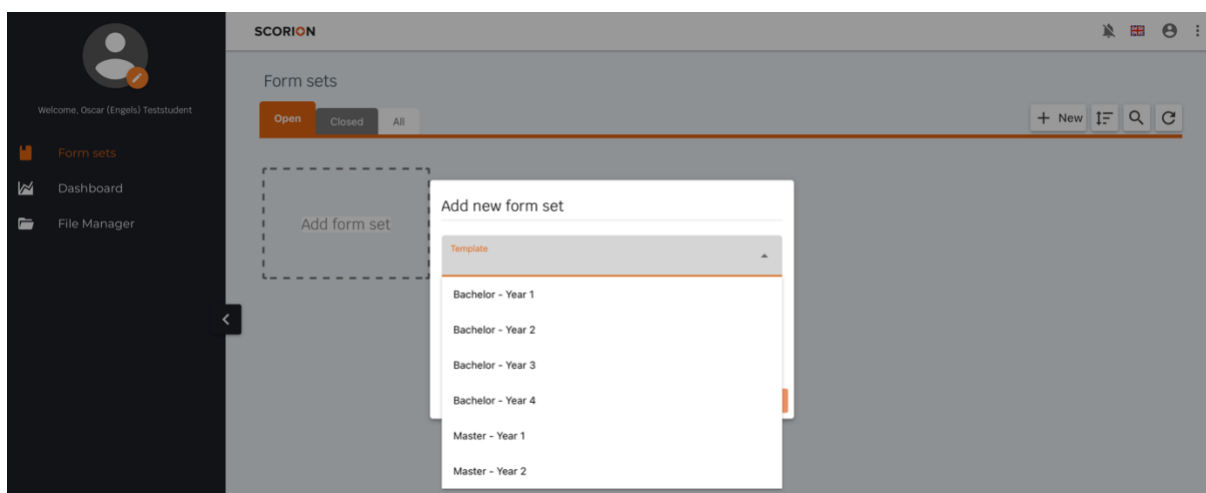 SCORION
Welcome, Oscar (Engels) Teststudent
Form sets
Dashboard
File Manager
Form sets
Open
Closed
All
+ New
Add form set
Add new form set
Template
Bachelor - Year 1
Bachelor - Year 2
Bachelor - Year 3
Bachelor - Year 4
Master - Year 1
Master - Year 2